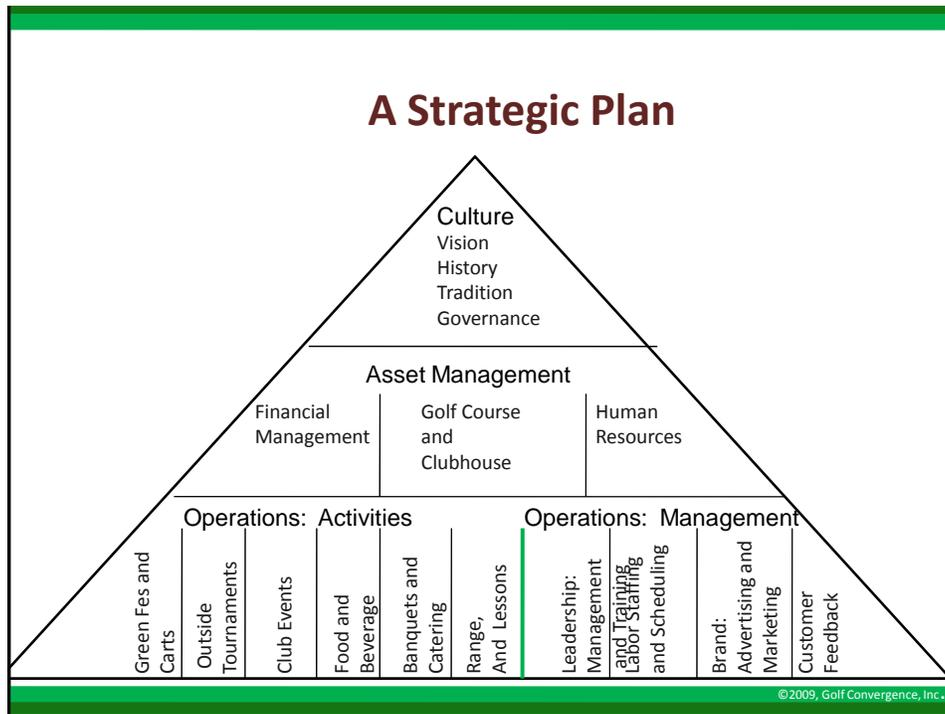 A Strategic Plan
Culture
Vision
History
Tradition
Governance
Asset Management
Financial
Management
Golf Course
and
Clubhouse
Human
Resources
Operations: Activities
Operations: Management
Green Fes and
Carts
Outside
Tournaments
Club Events
Food and
Beverage
Banquets and
Catering
Range,
And Lessons
Leadership:
Management
and Training
Labor Staffing
and Scheduling
Brand:
Advertising and
Marketing
Customer
Feedback
©2009, Golf Convergence, Inc.